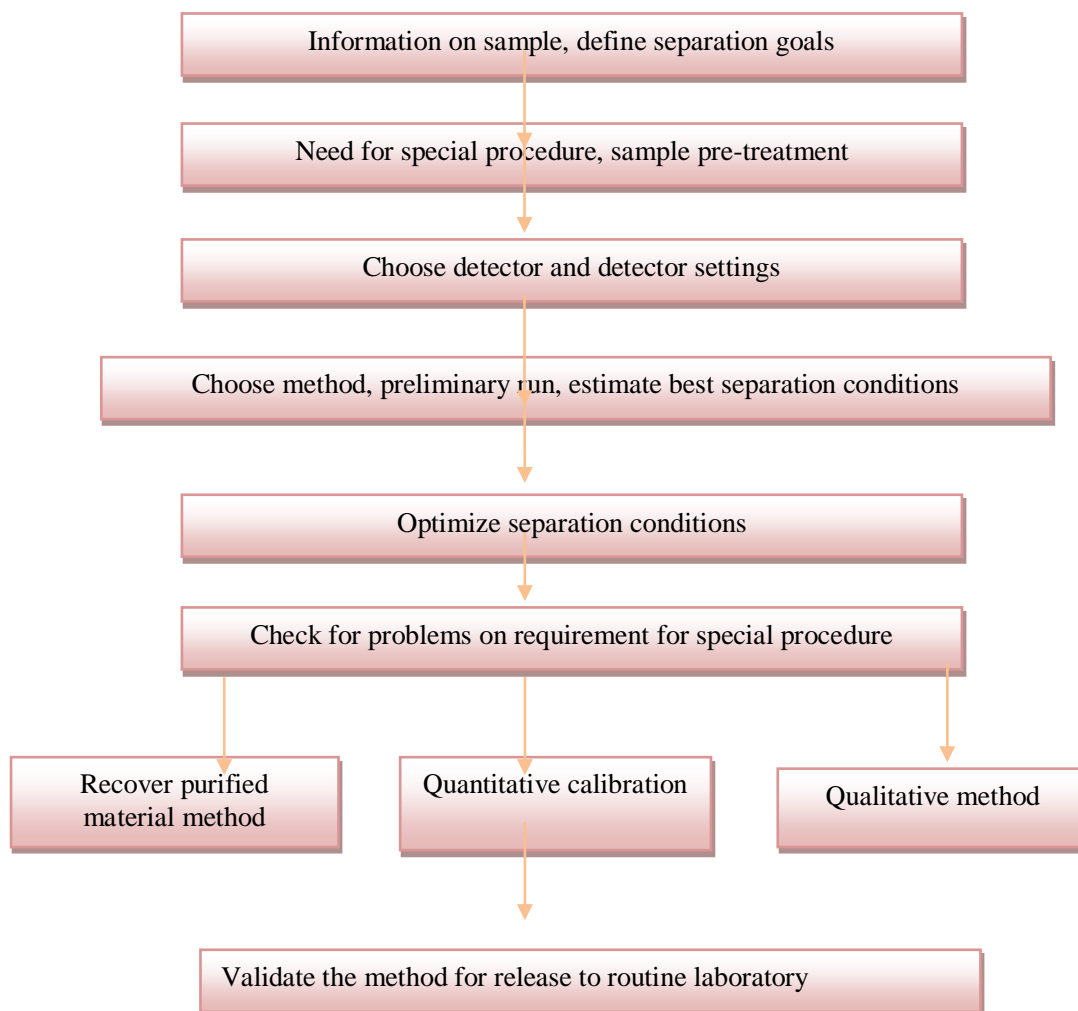 Information on sample, define separation goals
Need for special procedure, sample pre-treatment
Choose detector and detector settings
Choose method, preliminary run, estimate best separation conditions
Optimize separation conditions
Check for problems on requirement for special procedure
Recover purified
material method
Quantitative calibration
Qualitative method
Validate the method for release to routine laboratory